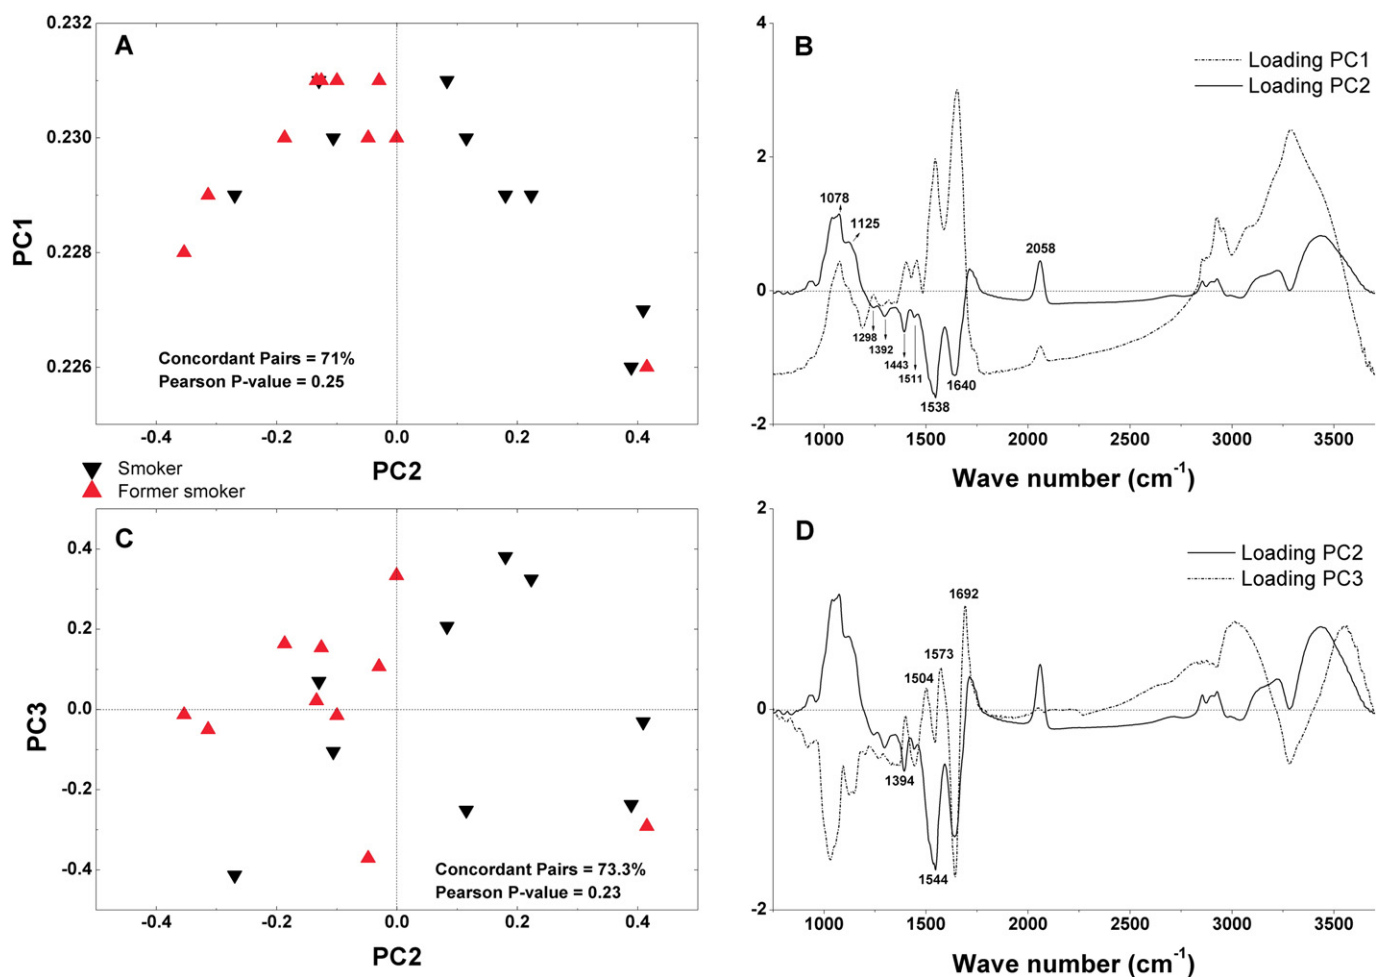 A
0.232
0.230
0.228
0.226
PC1
Concordant Pairs = 71%
Pearson P-value = 0.25
-0.4
-0.2
0.0
0.2
0.4
PC2
B
Loading PC1
Loading PC2
4
2
0
-2
1078
1125
2058
1298
1392
1443
1511
1538
1640
1000
1500
2000
2500
3000
3500
Wave number (cm⁻¹)
Smoker
Former smoker
C
0.4
0.2
0.0
-0.2
-0.4
PC3
Concordant Pairs = 73.3%
Pearson P-value = 0.23
-0.4
-0.2
0.0
0.2
0.4
PC2
D
Loading PC2
Loading PC3
2
0
-2
1692
1573
1504
1394
1544
1000
1500
2000
2500
3000
3500
Wave number (cm⁻¹)